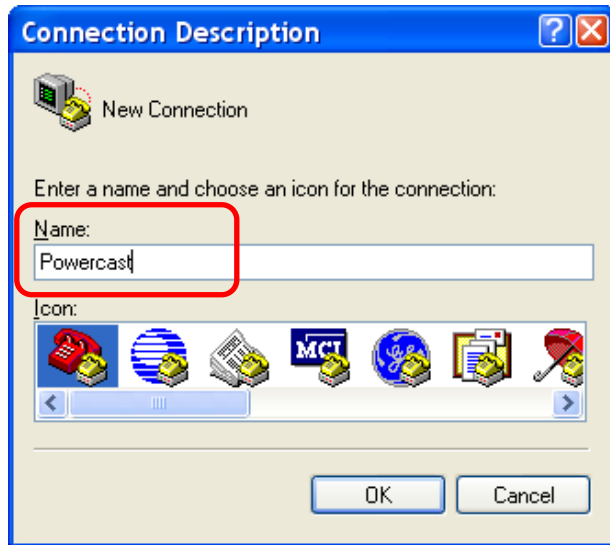 Connection Description
New Connection
Enter a name and choose an icon for the connection:
Name:
Powercast
Icon:
MCI
OK Cancel